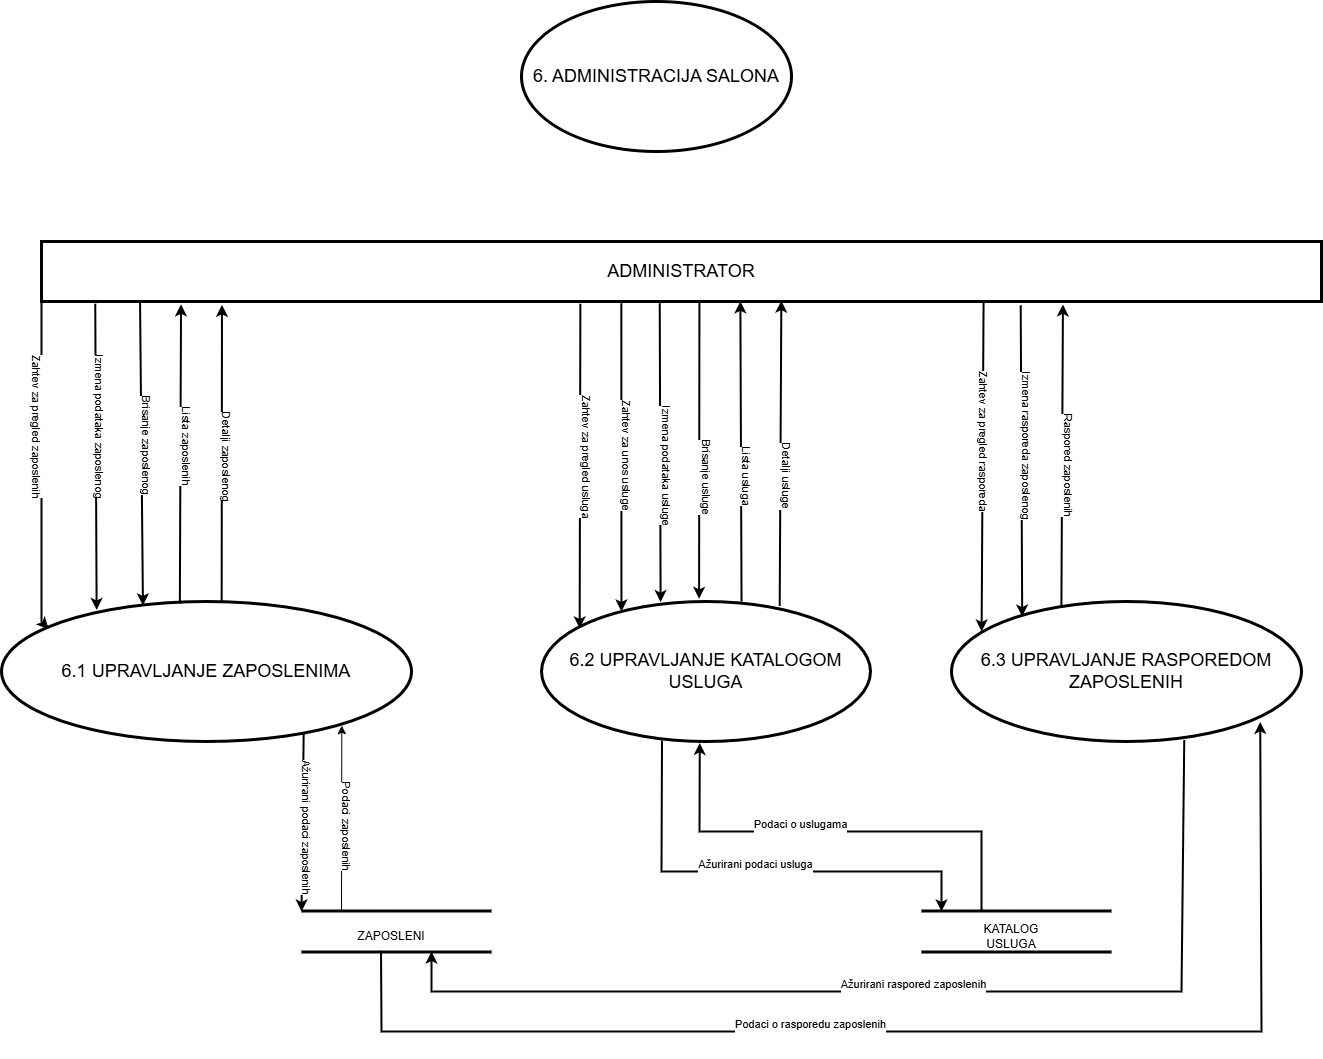 6. ADMINISTRACIJA SALONA
ADMINISTRATOR
Zahtev za pregled zaposlenih
Izmena podataka zaposlenog
Brisanje zaposlenog
Lista zaposlenih
Detalji zaposlenog
Zahtev za pregled usluga
Zahtev za unos usluge
Izmena podataka usluge
Brisanje usluge
Lista usluga
Detalji usluge
Zahtev za pregled rasporeda
Izmena rasporeda zaposlenog
Raspored zaposlenih
6.1 UPRAVLJANJE ZAPOSLENIMA
6.2 UPRAVLJANJE KATALOGOM
USLUGA
6.3 UPRAVLJANJE RASPOREDOM
ZAPOSLENIH
Ažurirani podaci zaposlenih
Podaci zaposlenih
Podaci o uslugama
Ažurirani podaci usluga
ZAPOSLENI
KATALOG
USLUGA
Ažurirani raspored zaposlenih
Podaci o rasporedu zaposlenih